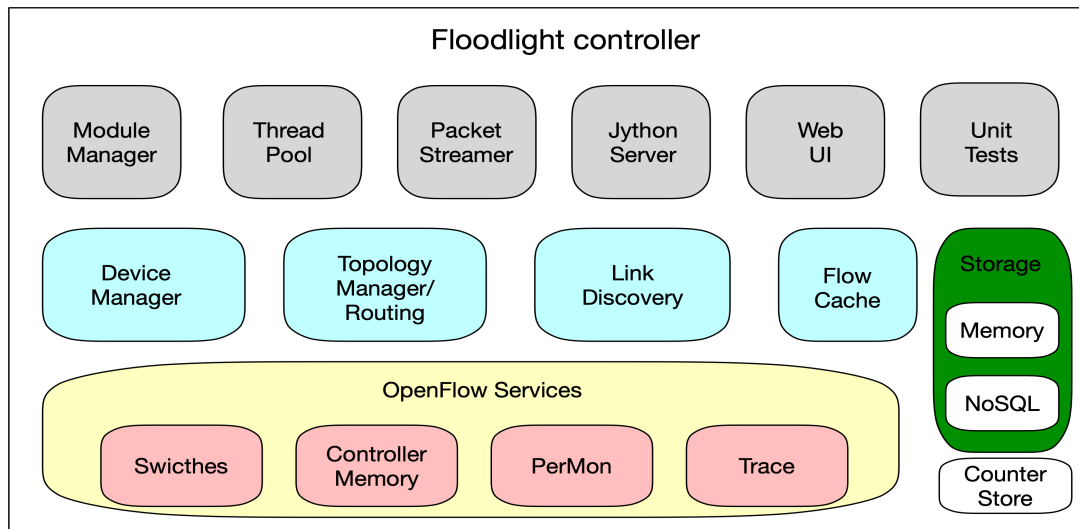 Floodlight controller
Module
Manager
Thread
Pool
Packet
Streamer
Jython
Server
Web
UI
Unit
Tests
Device
Manager
Topology
Manager/
Routing
Link
Discovery
Flow
Cache
Storage
Memory
NoSQL
OpenFlow Services
Swicthes
Controller
Memory
PerMon
Trace
Counter
Store